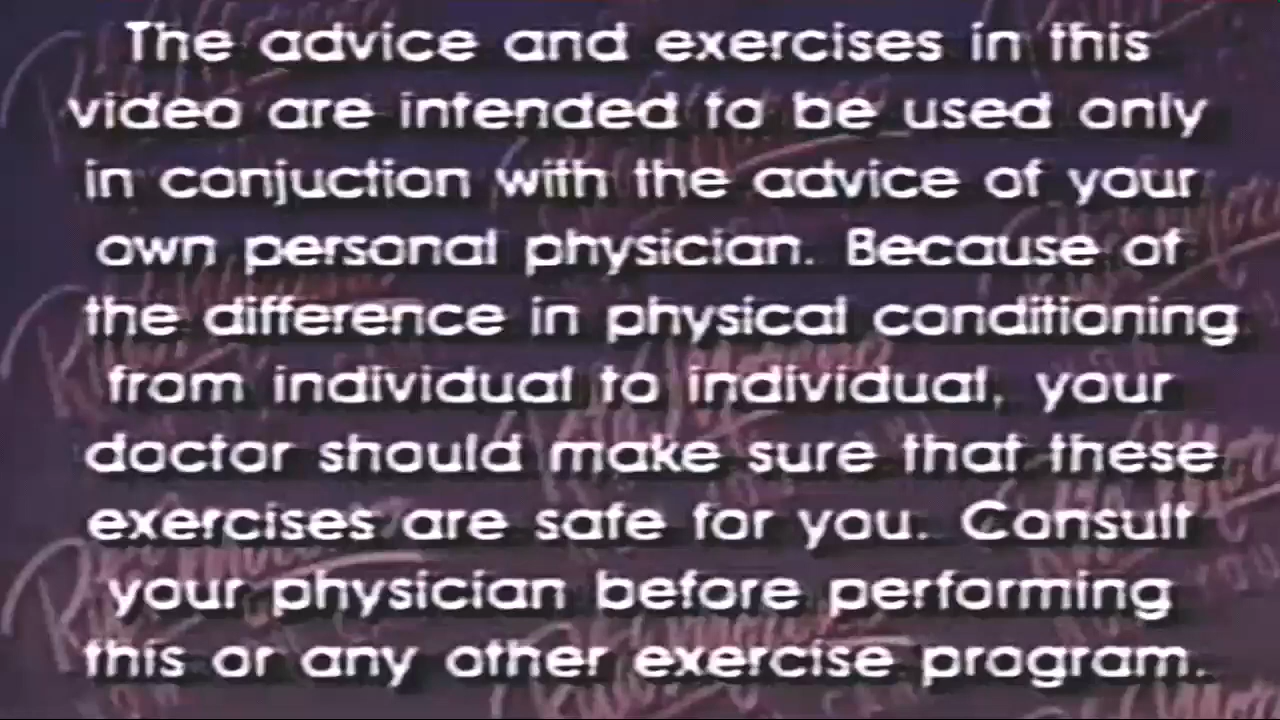 The advice and exercises in this
video are intended to be used only
in conjuction with the advice of your
own personal physician. Because of
the difference in physical conditioning
from individual to individual, your
doctor should make sure that these
exercises are safe for you. Consult
your physician before performing
this or any other exercise program.